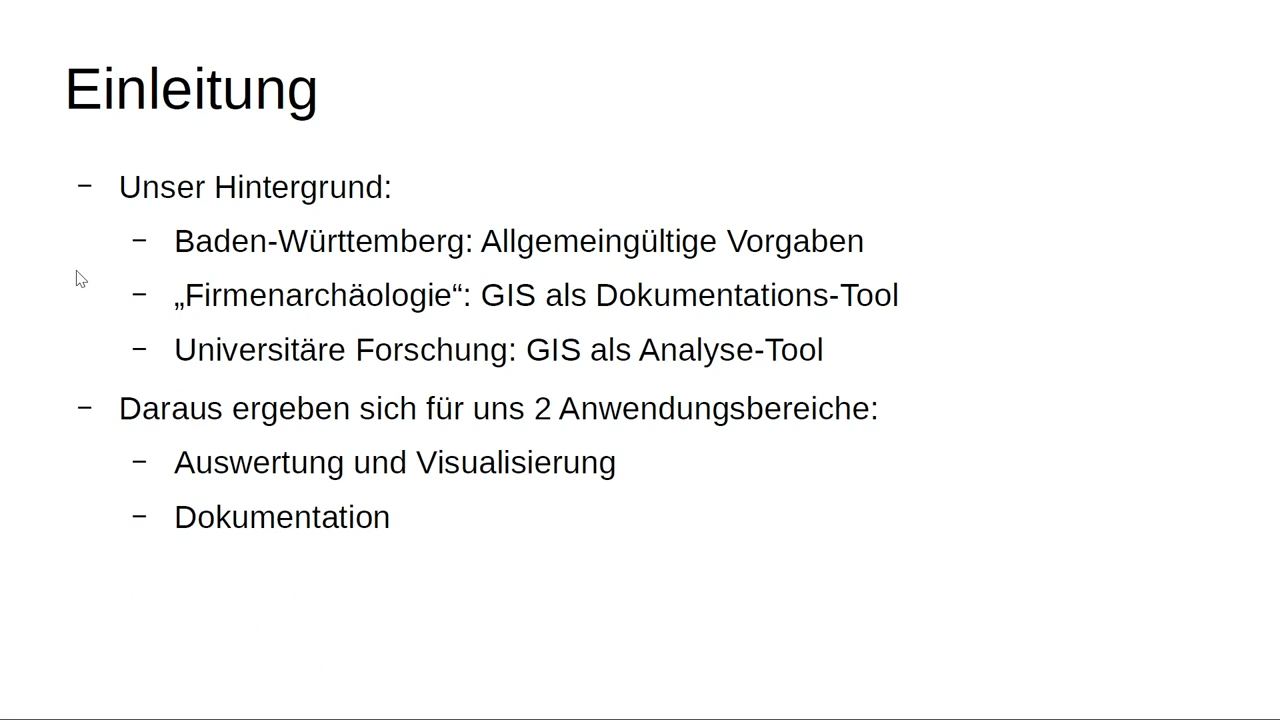 Einleitung
– Unser Hintergrund:
– Baden-Württemberg: Allgemeingültige Vorgaben
– „Firmenarchäologie“: GIS als Dokumentations-Tool
– Universitäre Forschung: GIS als Analyse-Tool
– Daraus ergeben sich für uns 2 Anwendungsbereiche:
– Auswertung und Visualisierung
– Dokumentation